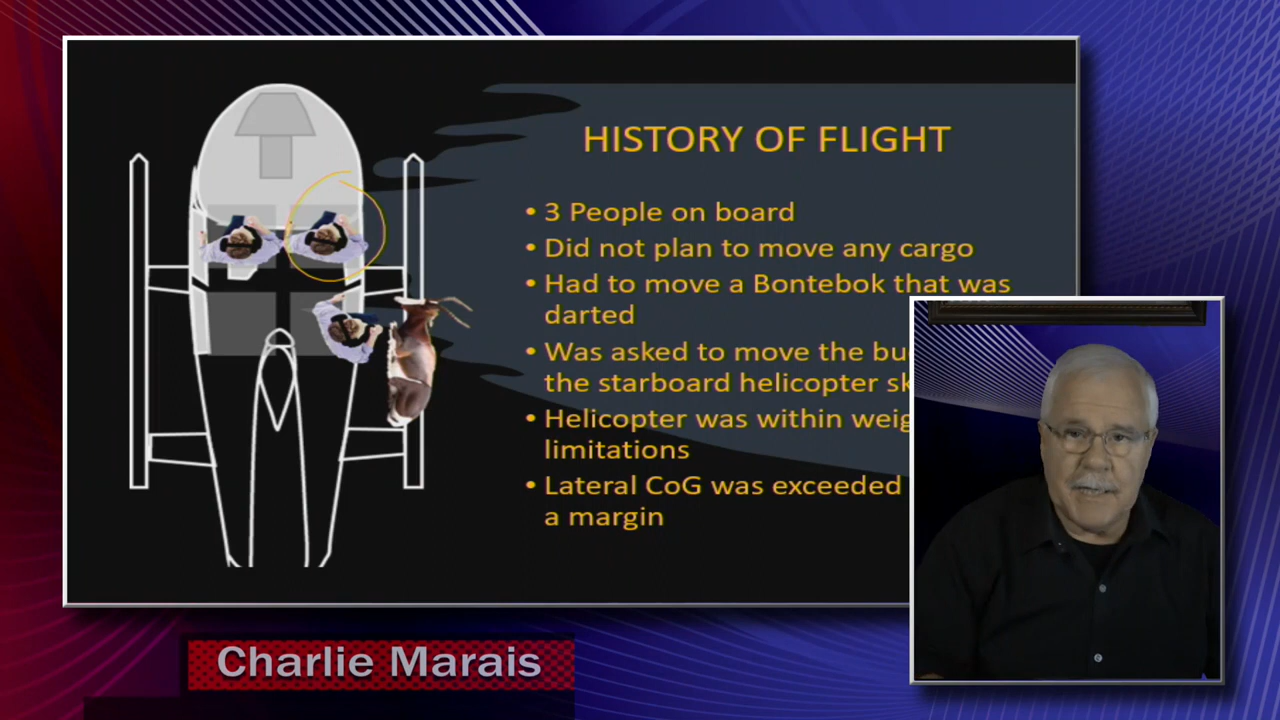 HISTORY OF FLIGHT
• 3 People on board
• Did not plan to move any cargo
• Had to move a Bontebok that was
darted
• Was asked to move the
the starboard helicopter
• Helicopter was within
limitations
• Lateral CoG was exceeded
a margin
Charlie Marais